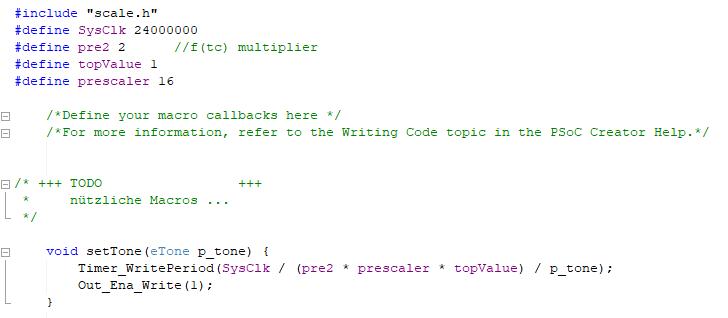 #include "scale.h"
#define SysClk 24000000
#define pre2 2      //f(tc) multiplier
#define topValue 1
#define prescaler 16
/*Define your macro callbacks here */
/*For more information, refer to the Writing Code topic in the PSoC Creator Help.*/
/* +++ TODO                 +++
 *     nützliche Macros ...
 */
void setTone(eTone p_tone) {
    Timer_WritePeriod(SysClk / (pre2 * prescaler * topValue) / p_tone);
    Out_Ena_Write(1);
}